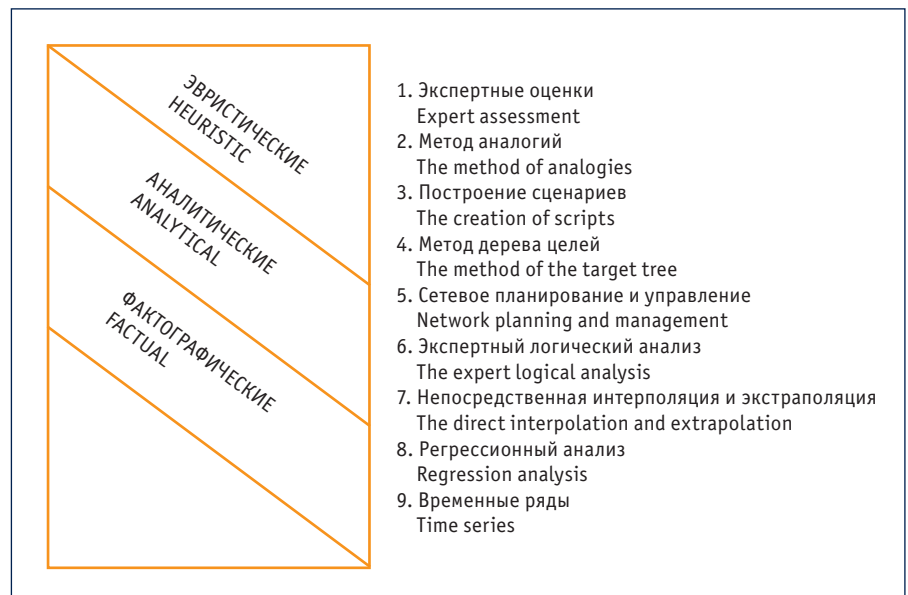 ЭВРИСТИЧЕСКИЕ
HEURISTIC
АНАЛИТИЧЕСКИЕ
ANALYTICAL
ФАКТОГРАФИЧЕСКИЕ
FACTUAL
1. Экспертные оценки
Expert assessment
2. Метод аналогий
The method of analogies
3. Построение сценариев
The creation of scripts
4. Метод дерева целей
The method of the target tree
5. Сетевое планирование и управление
Network planning and management
6. Экспертный логический анализ
The expert logical analysis
7. Непосредственная интерполяция и экстраполяция
The direct interpolation and extrapolation
8. Регрессионный анализ
Regression analysis
9. Временные ряды
Time series